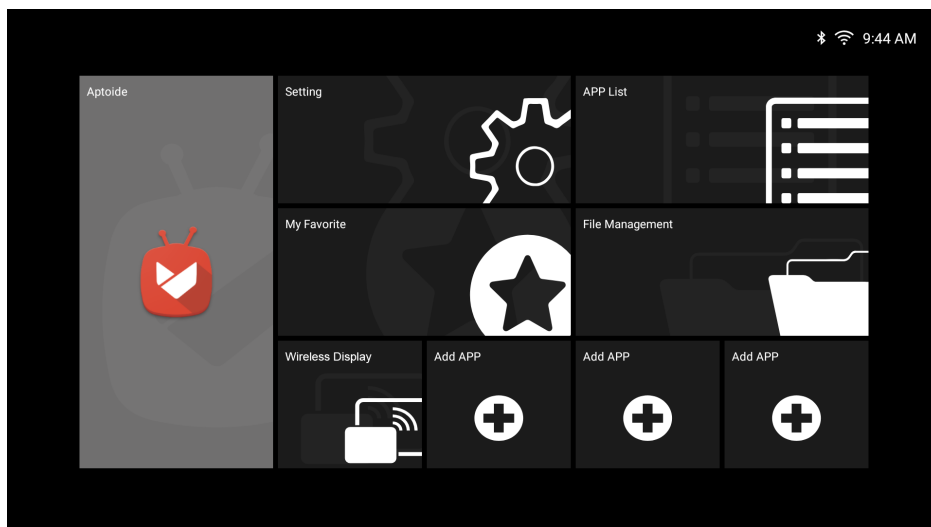 9:44 AM
Aptoide
Setting
APP List
My Favorite
File Management
Wireless Display
Add APP
Add APP
Add APP